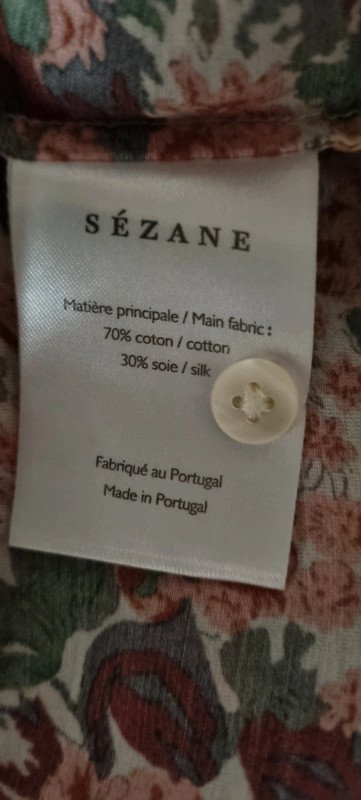 SÉZANE
Matière principale / Main fabric :
70% coton / cotton
30% soie / silk
Fabriqué au Portugal
Made in Portugal